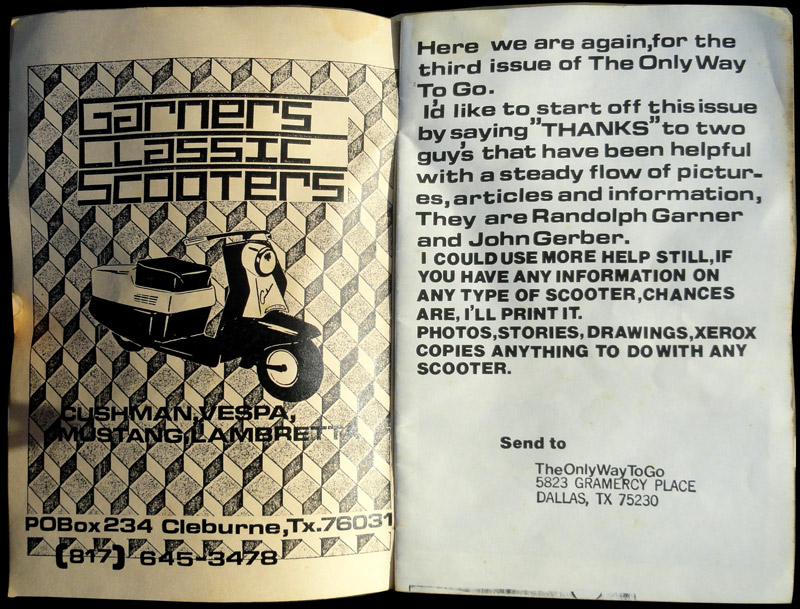 Garners
Classic
Scooters
CUSHMAN,VESPA,
MUSTANG,LAMBRETTA
POBox 234 Cleburne,Tx.76031
(817) 645-3478
Here we are again,for the
third issue of The Only Way
To Go.
I'd like to start off this issue
by saying "THANKS" to two
guy's that have been helpful
with a steady flow of pictur-
es, articles and information,
They are Randolph Garner
and John Gerber.
I COULD USE MORE HELP STILL,IF
YOU HAVE ANY INFORMATION ON
ANY TYPE OF SCOOTER,CHANCES
ARE, I'LL PRINT IT.
PHOTOS,STORIES, DRAWINGS,XEROX
COPIES ANYTHING TO DO WITH ANY
SCOOTER.
Send to
TheOnlyWayToGo
5823 GRAMERCY PLACE
DALLAS, TX 75230